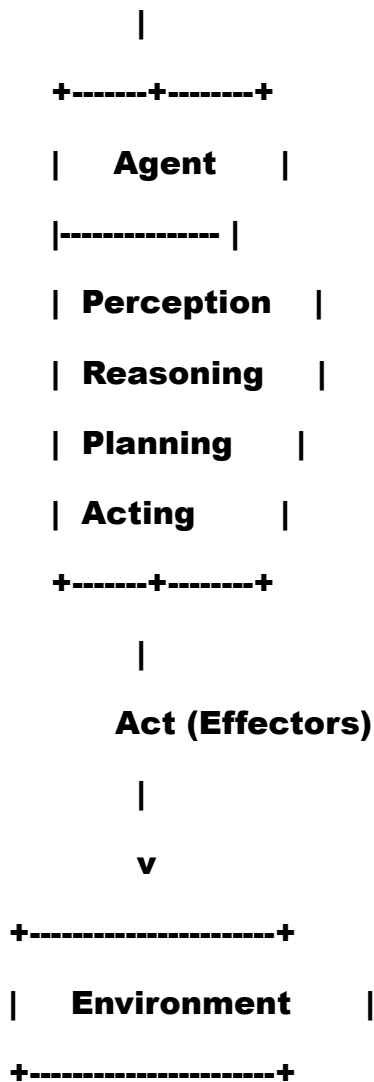 |
+-------+--------+
|      Agent       |
|--------------- |
|  Perception    |
|  Reasoning      |
|  Planning       |
|  Acting         |
+-------+--------+
|
Act (Effectors)
|
v
+-----------------------+
|      Environment        |
+-----------------------+